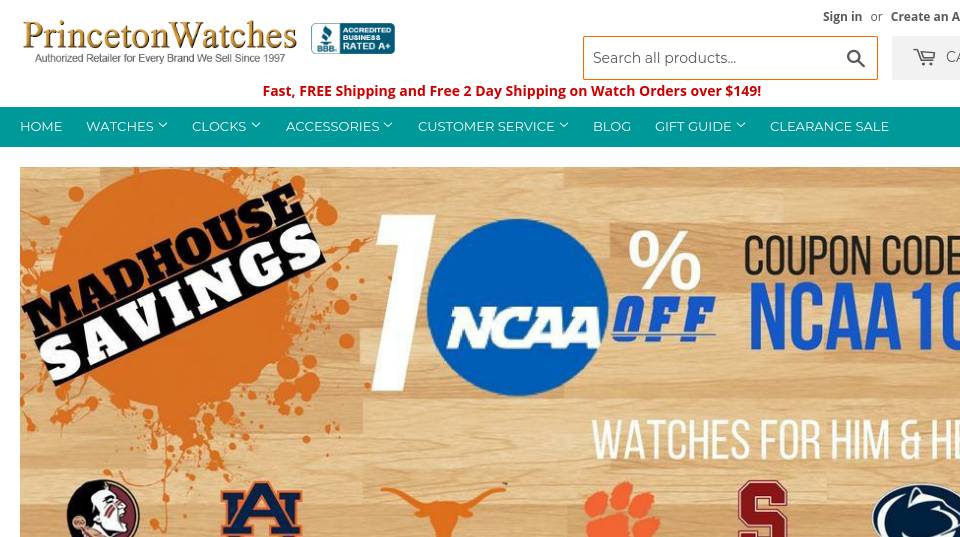 Sign in or Create an A
PrincetonWatches
Authorized Retailer for Every Brand We Sell Since 1997
BBB
ACCREDITED
BUSINESS
RATED A+
Search all products...
CA
Fast, FREE Shipping and Free 2 Day Shipping on Watch Orders over $149!
HOME WATCHES CLOCKS ACCESSORIES CUSTOMER SERVICE BLOG GIFT GUIDE CLEARANCE SALE
MADHOUSE
SAVINGS
10% OFF
NCAA
COUPON CODE
NCAA10
WATCHES FOR HIM & HE
AU
S